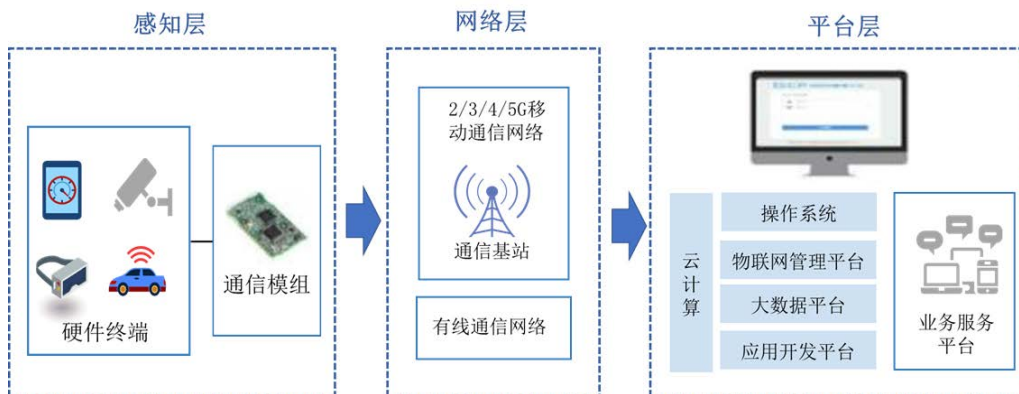 感知层
硬件终端
通信模组
网络层
2/3/4/5G移
动通信网络
通信基站
有线通信网络
平台层
云
计
算
操作系统
物联网管理平台
大数据平台
应用开发平台
业务服务
平台